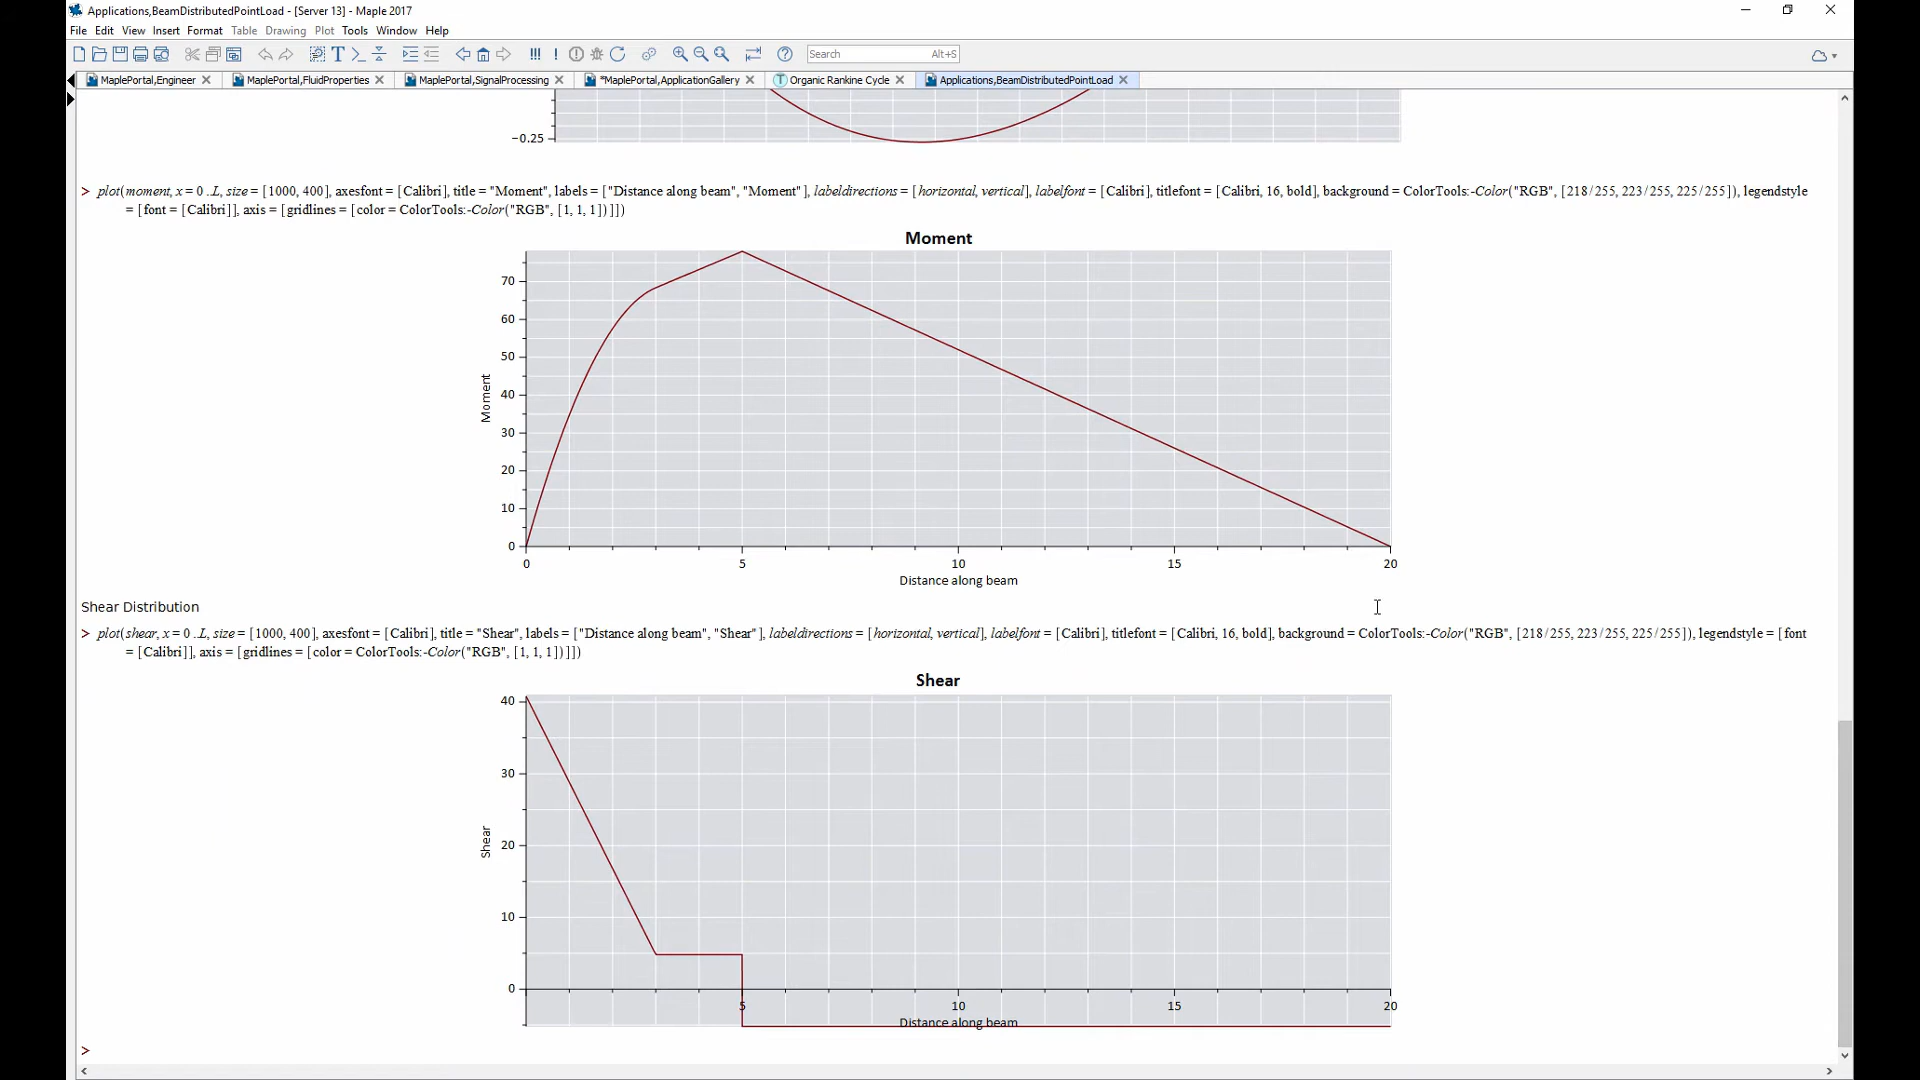 Applications,BeamDistributedPointLoad - [Server 13] - Maple 2017
File Edit View Insert Format Table Drawing Plot Tools Window Help
Search Alt+S
MaplePortal,Engineer MaplePortal,FluidProperties MaplePortal,SignalProcessing *MaplePortal,ApplicationGallery Organic Rankine Cycle Applications,BeamDistributedPointLoad
−0.25
> plot(moment, x = 0 ..L, size = [1000, 400], axesfont = [Calibri], title = "Moment", labels = ["Distance along beam", "Moment"], labeldirections = [horizontal, vertical], labelfont = [Calibri], titlefont = [Calibri, 16, bold], background = ColorTools:-Color("RGB", [218/255, 223/255, 225/255]), legendstyle
= [font = [Calibri]], axis = [gridlines = [color = ColorTools:-Color("RGB", [1, 1, 1])]])
Moment
70
60
50
40
30
20
10
0
Moment
0 5 10 15 20
Distance along beam
Shear Distribution
> plot(shear, x = 0 ..L, size = [1000, 400], axesfont = [Calibri], title = "Shear", labels = ["Distance along beam", "Shear"], labeldirections = [horizontal, vertical], labelfont = [Calibri], titlefont = [Calibri, 16, bold], background = ColorTools:-Color("RGB", [218/255, 223/255, 225/255]), legendstyle = [font
= [Calibri]], axis = [gridlines = [color = ColorTools:-Color("RGB", [1, 1, 1])]])
Shear
40
30
20
10
0
Shear
5 10 15 20
Distance along beam
>